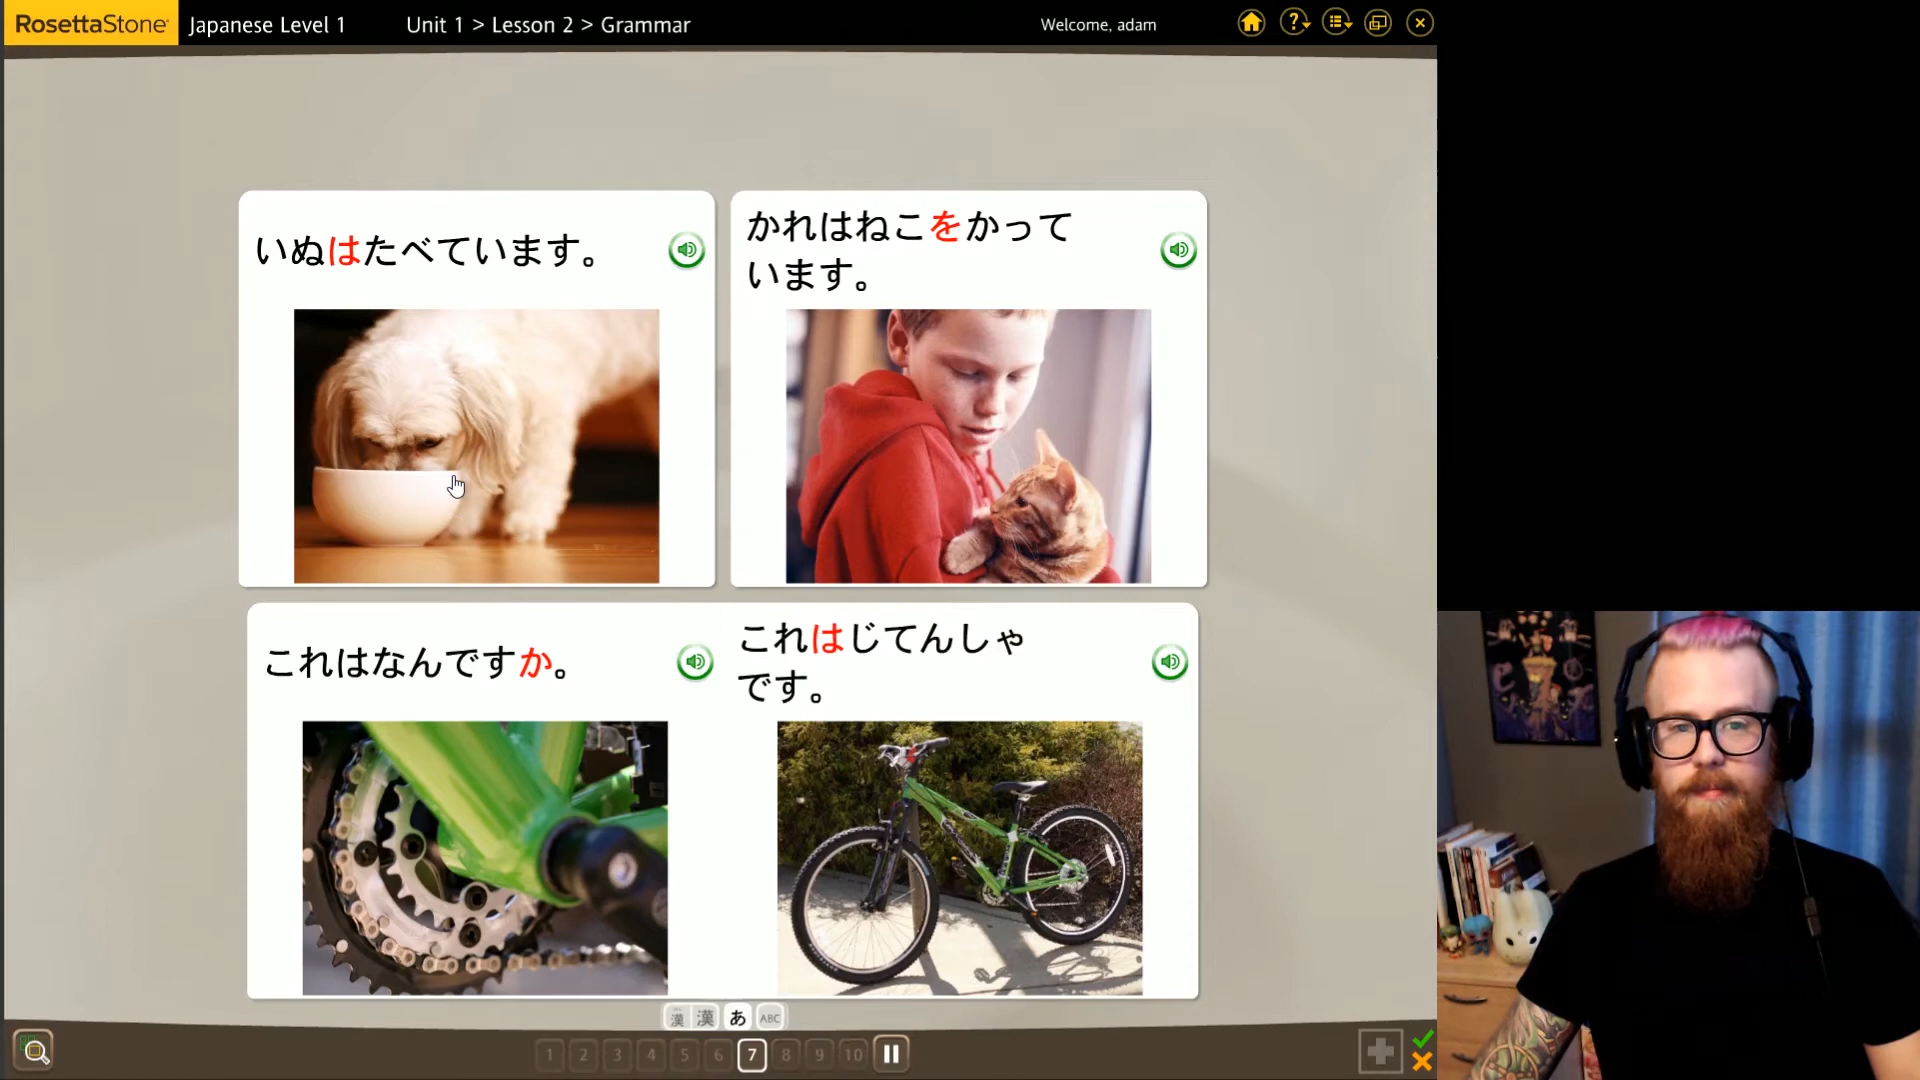 RosettaStone
Japanese Level 1
Unit 1 > Lesson 2 > Grammar
Welcome, adam
いぬはたべています。
かれはねこをかって
います。
これはなんですか。
これはじてんしゃ
です。
漢 漢 あ ABC
1 2 3 4 5 6 7 8 9 10